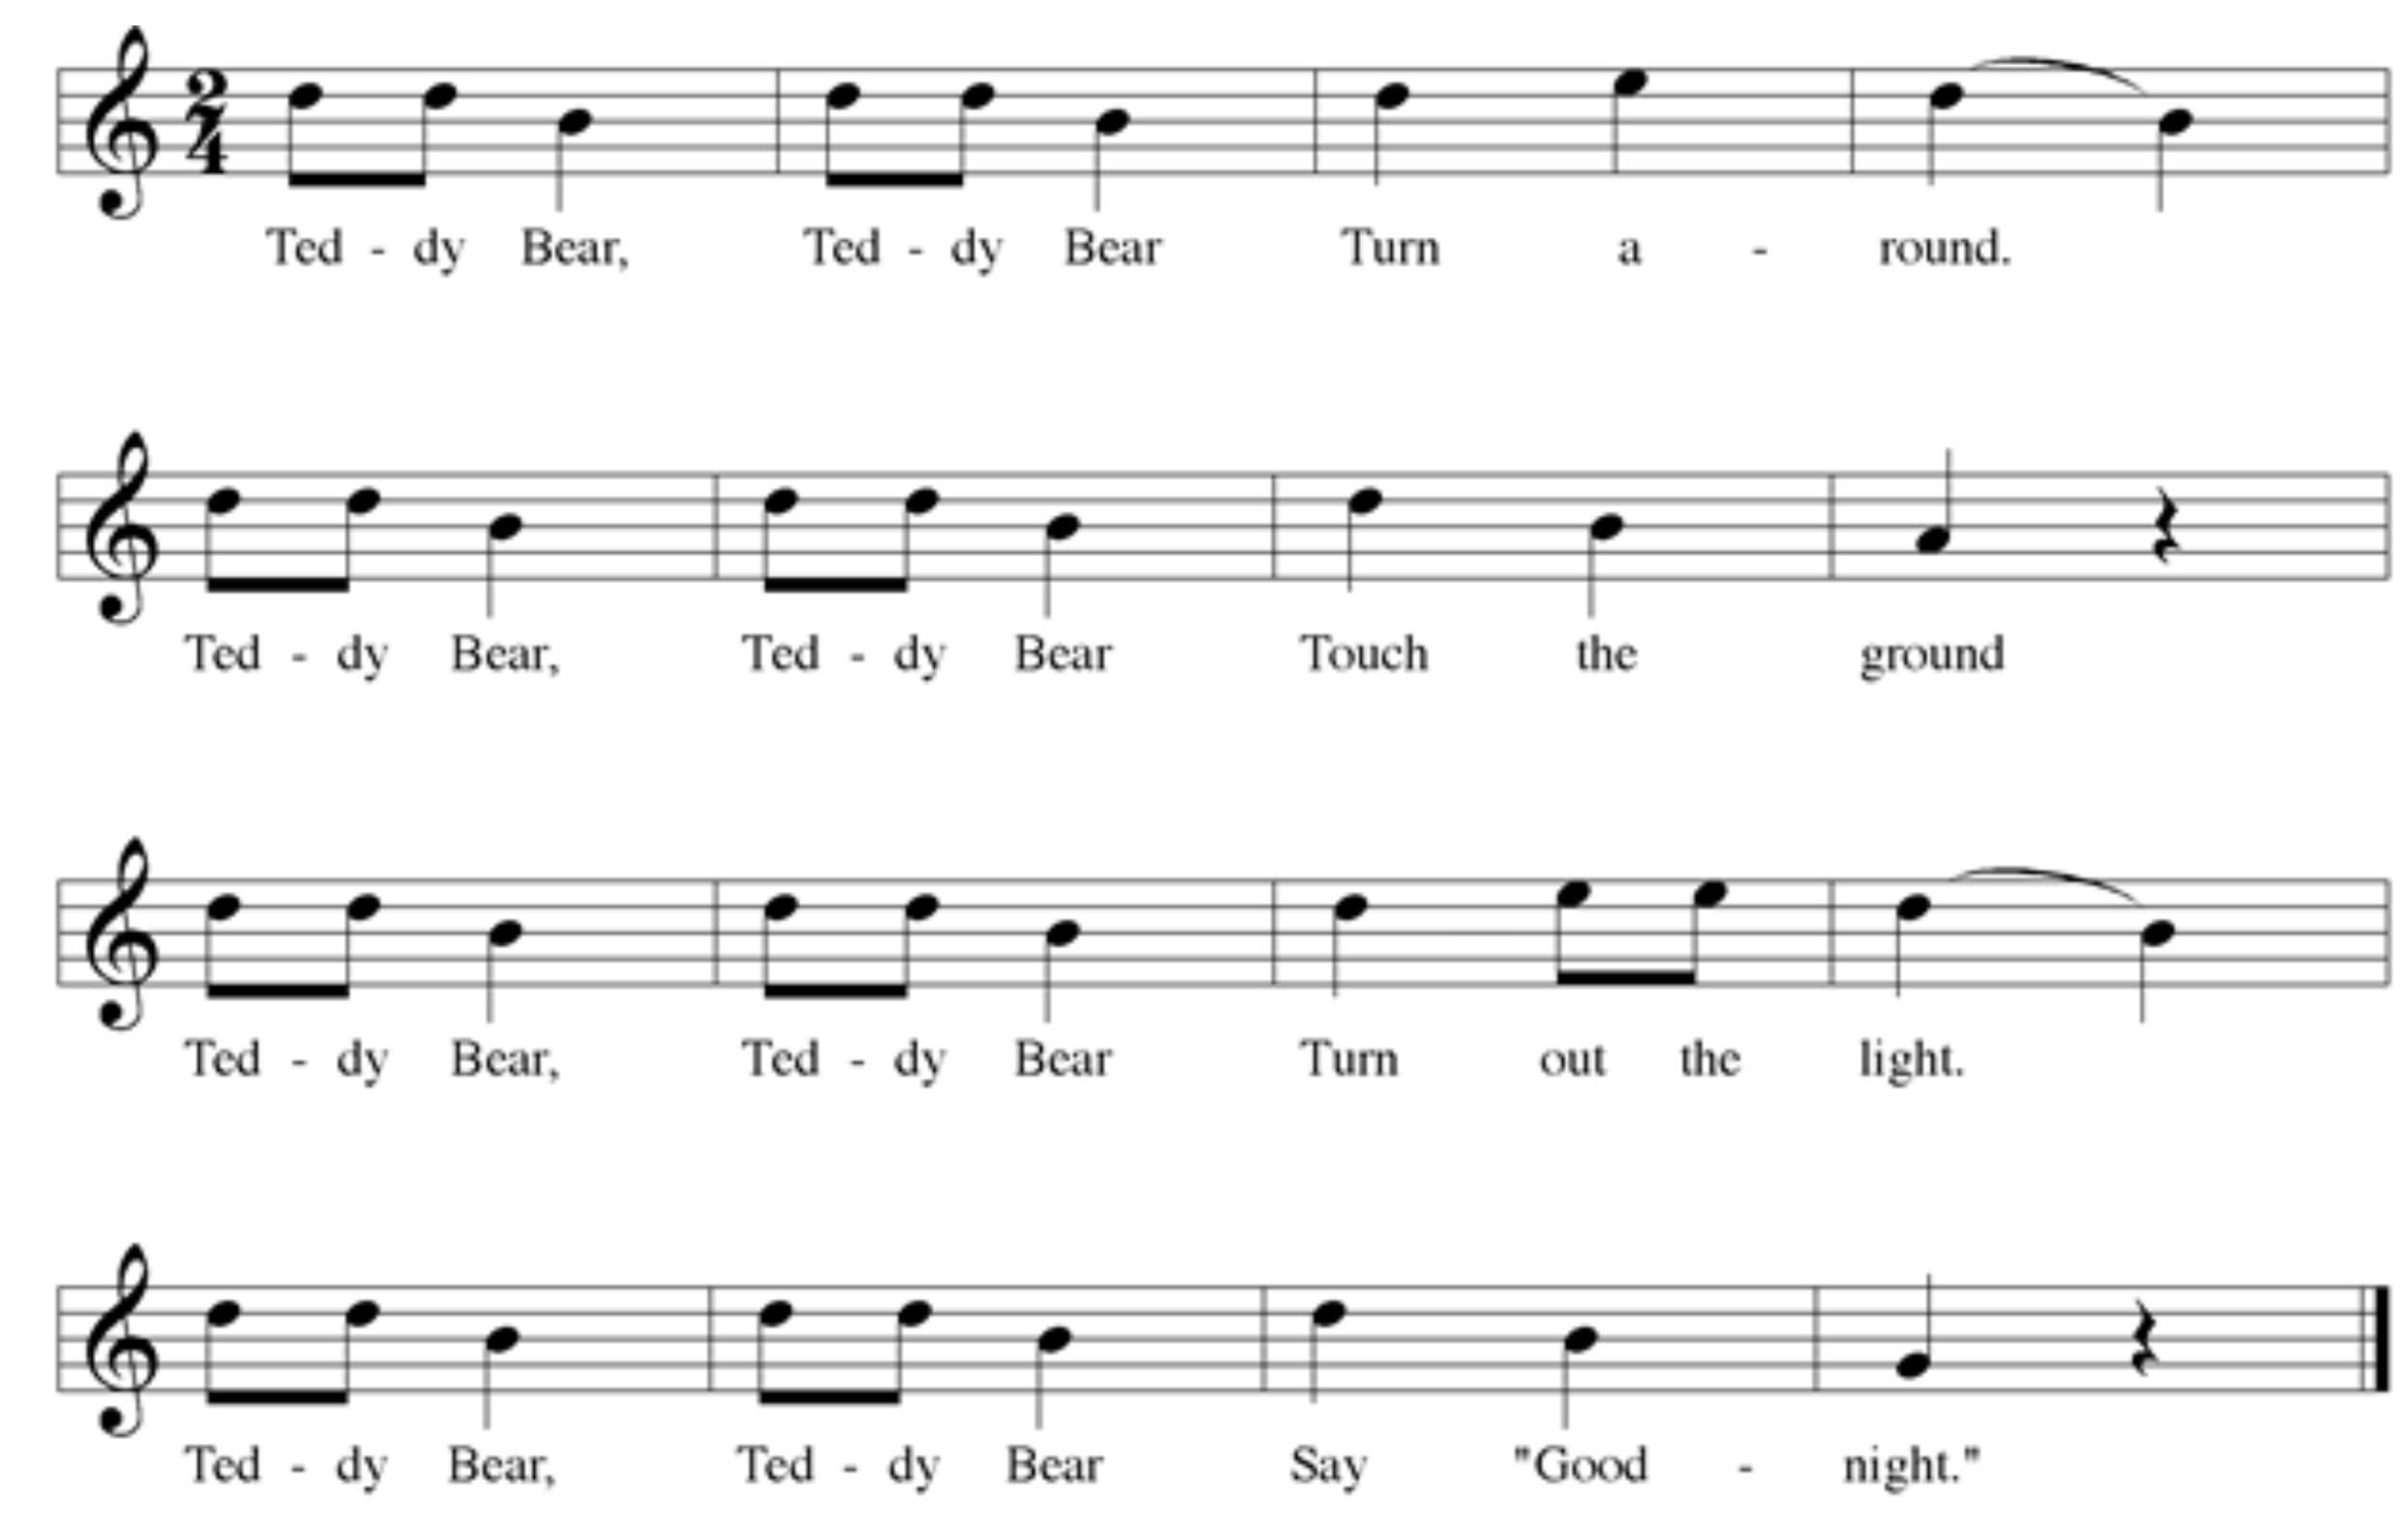 2
4
Ted - dy Bear, Ted - dy Bear Turn a - round.
Ted - dy Bear, Ted - dy Bear Touch the ground
Ted - dy Bear, Ted - dy Bear Turn out the light.
Ted - dy Bear, Ted - dy Bear Say "Good - night."